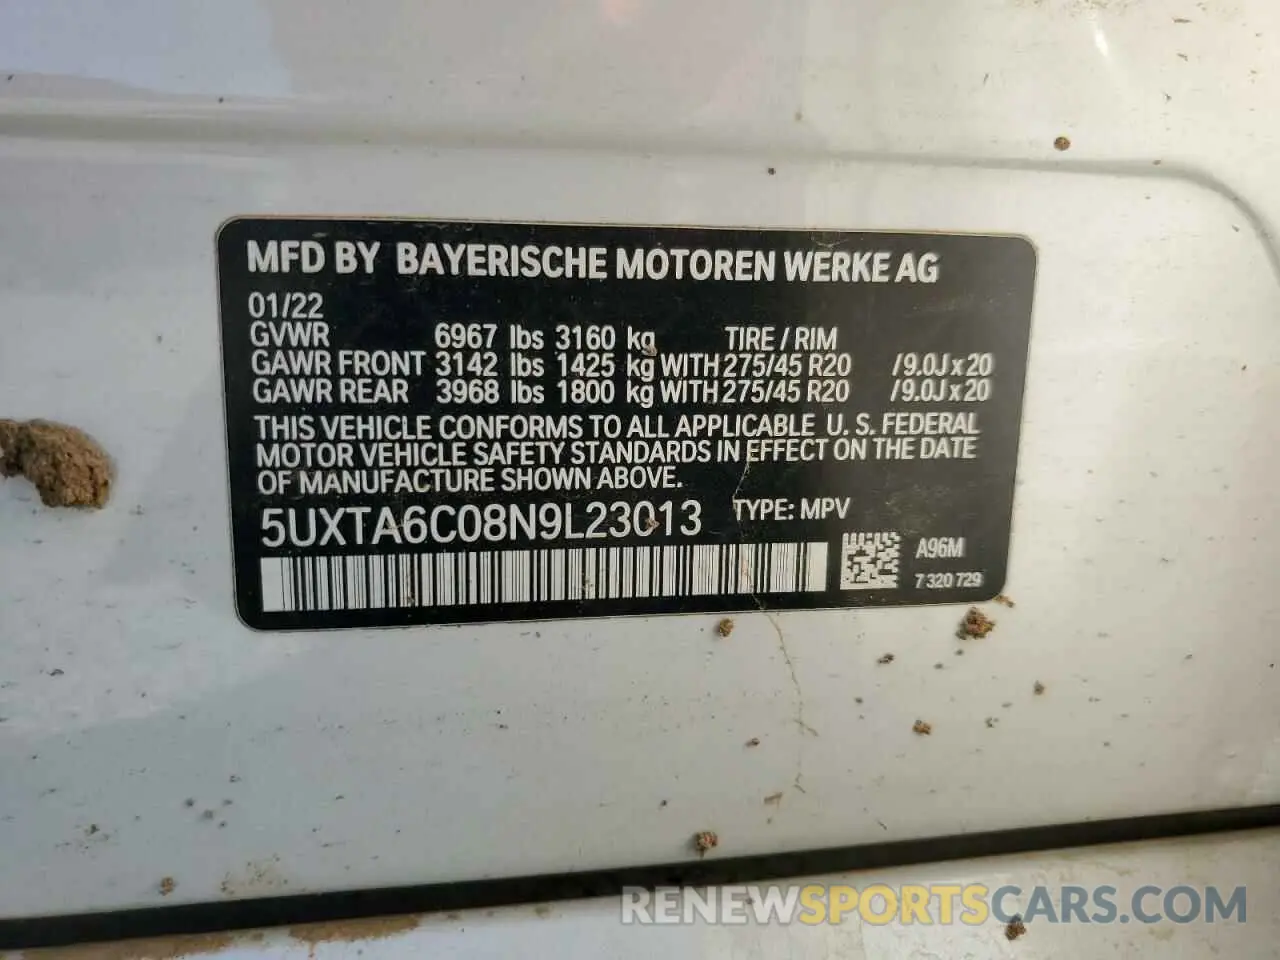 MFD BY BAYERISCHE MOTOREN WERKE AG
01/22
GVWR 6967 lbs 3160 kg TIRE / RIM
GAWR FRONT 3142 lbs 1425 kg WITH 275/45 R20 /9.0J x 20
GAWR REAR 3968 lbs 1800 kg WITH 275/45 R20 /9.0J x 20
THIS VEHICLE CONFORMS TO ALL APPLICABLE U. S. FEDERAL
MOTOR VEHICLE SAFETY STANDARDS IN EFFECT ON THE DATE
OF MANUFACTURE SHOWN ABOVE.
5UXTA6C08N9L23013 TYPE: MPV
A96M
7 320 729
RENEWSPORTSCARS.COM